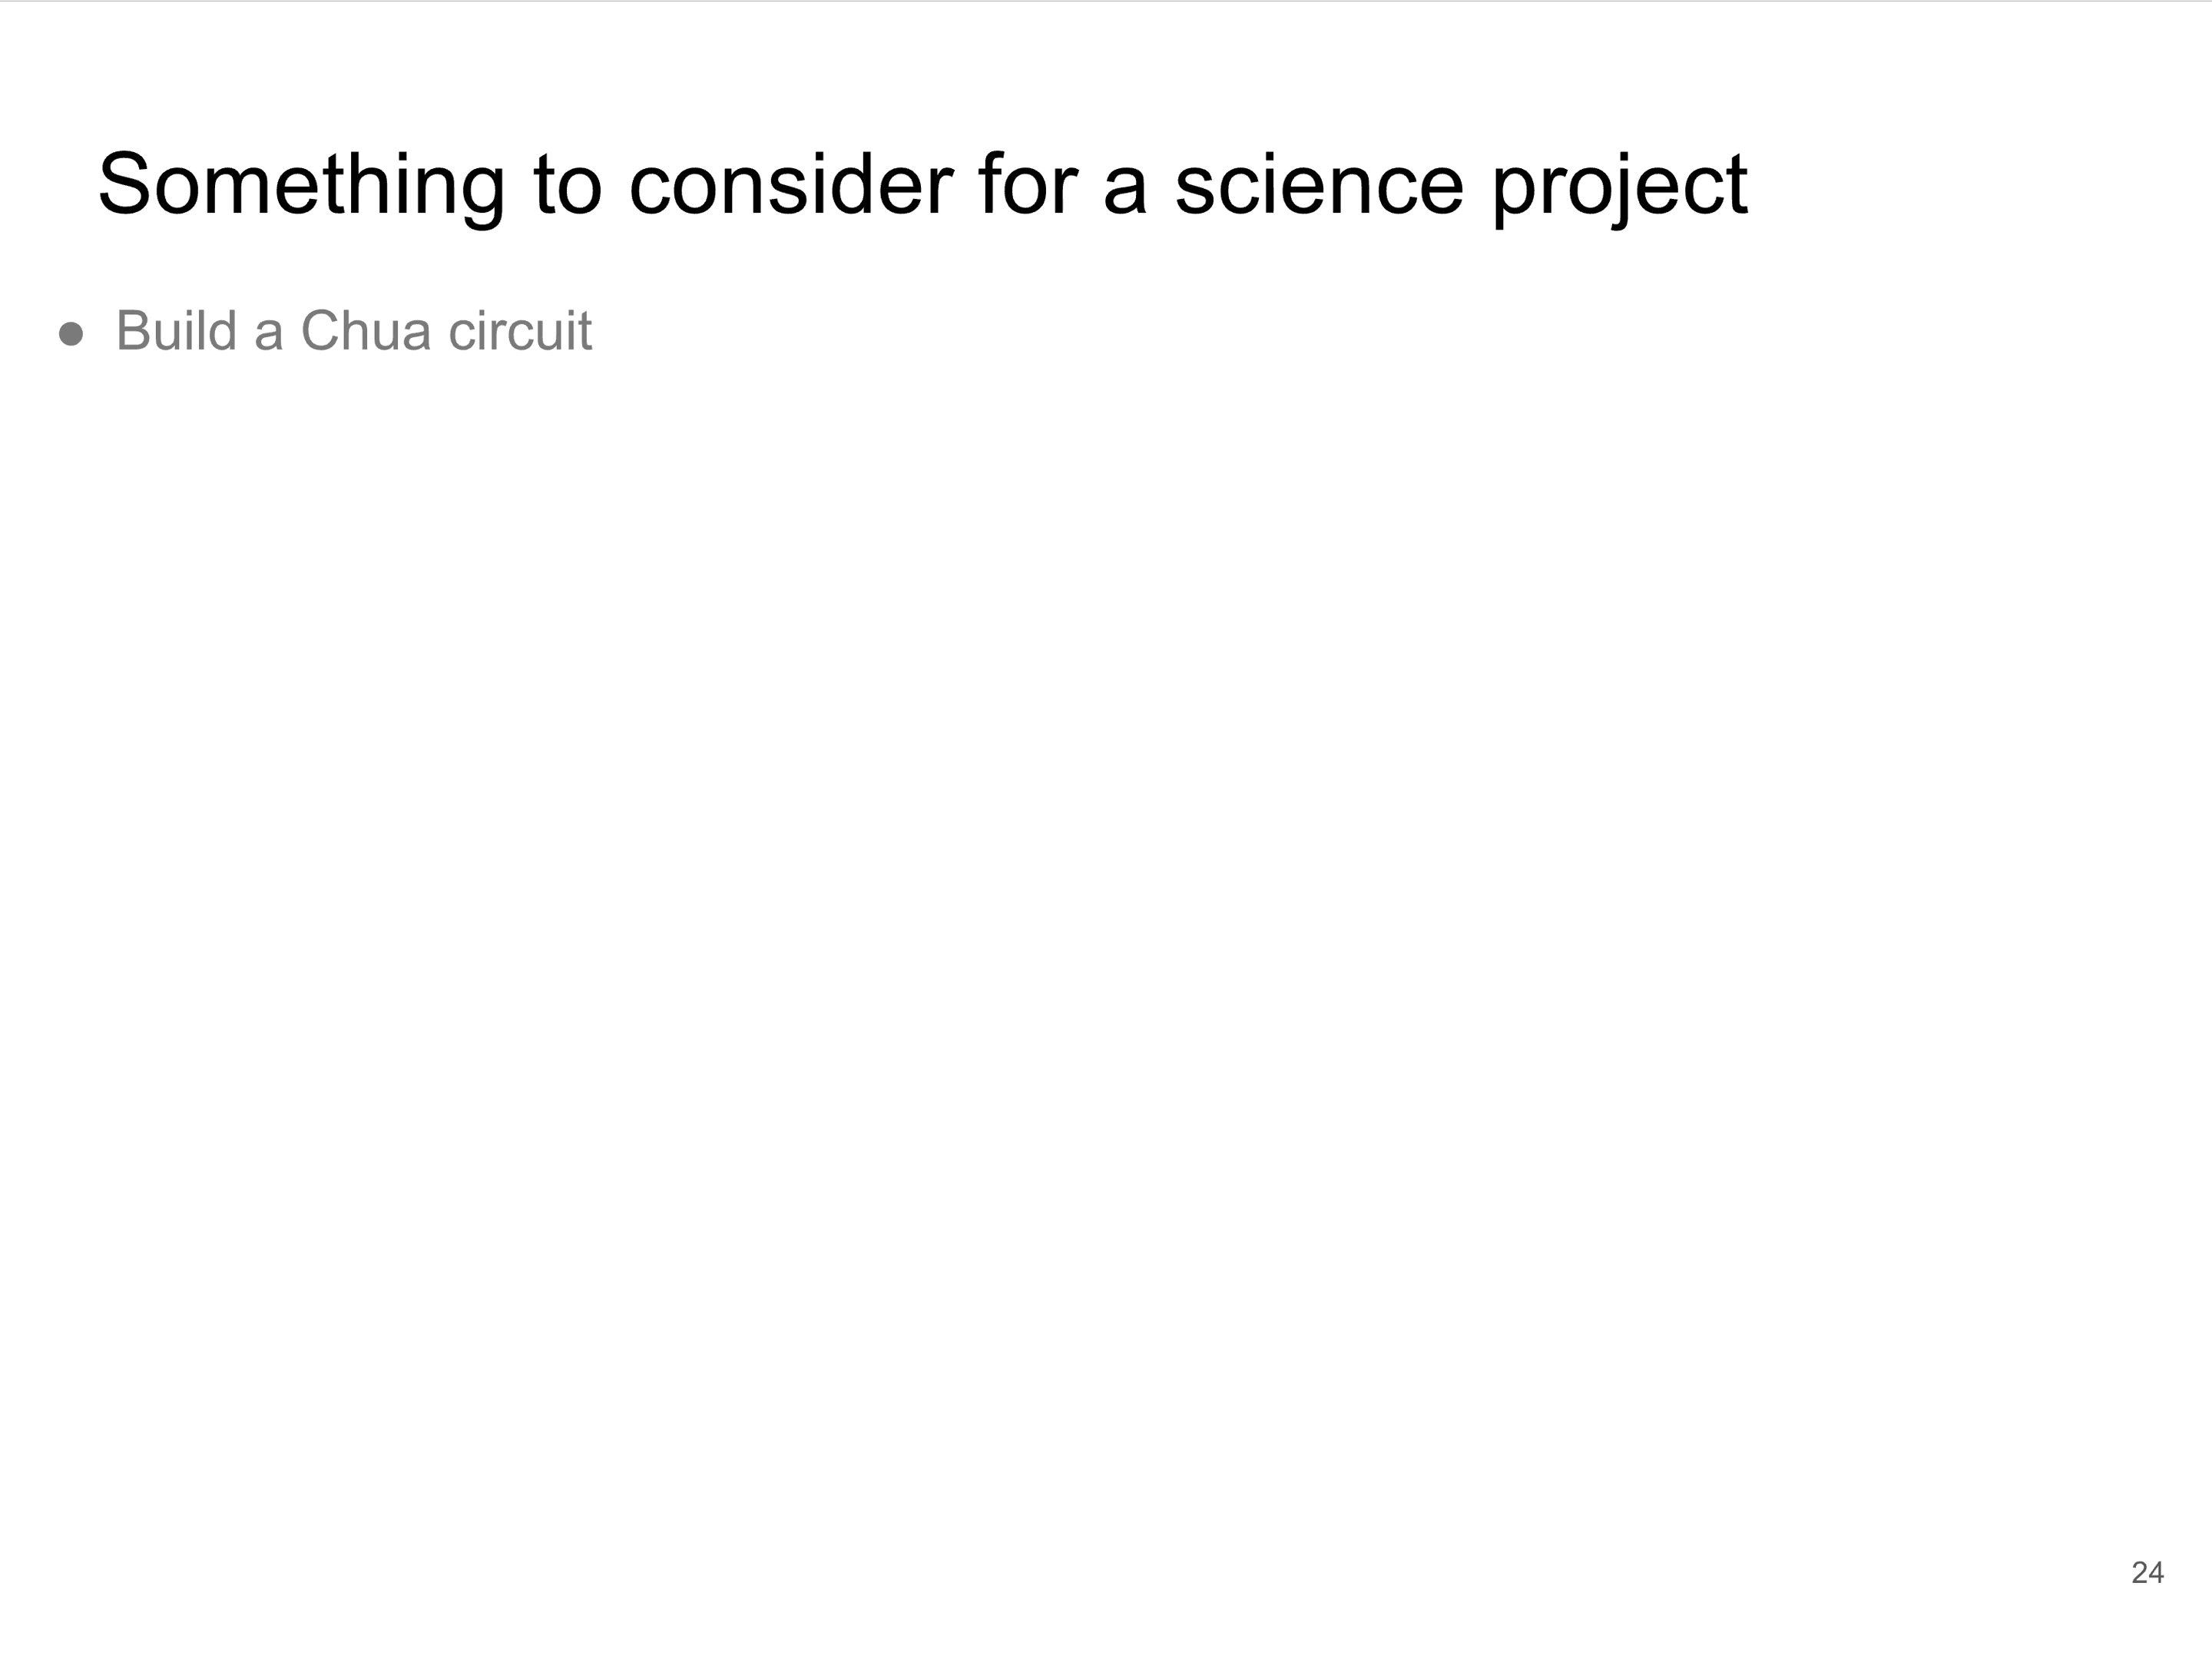 Something to consider for a science project
● Build a Chua circuit
24